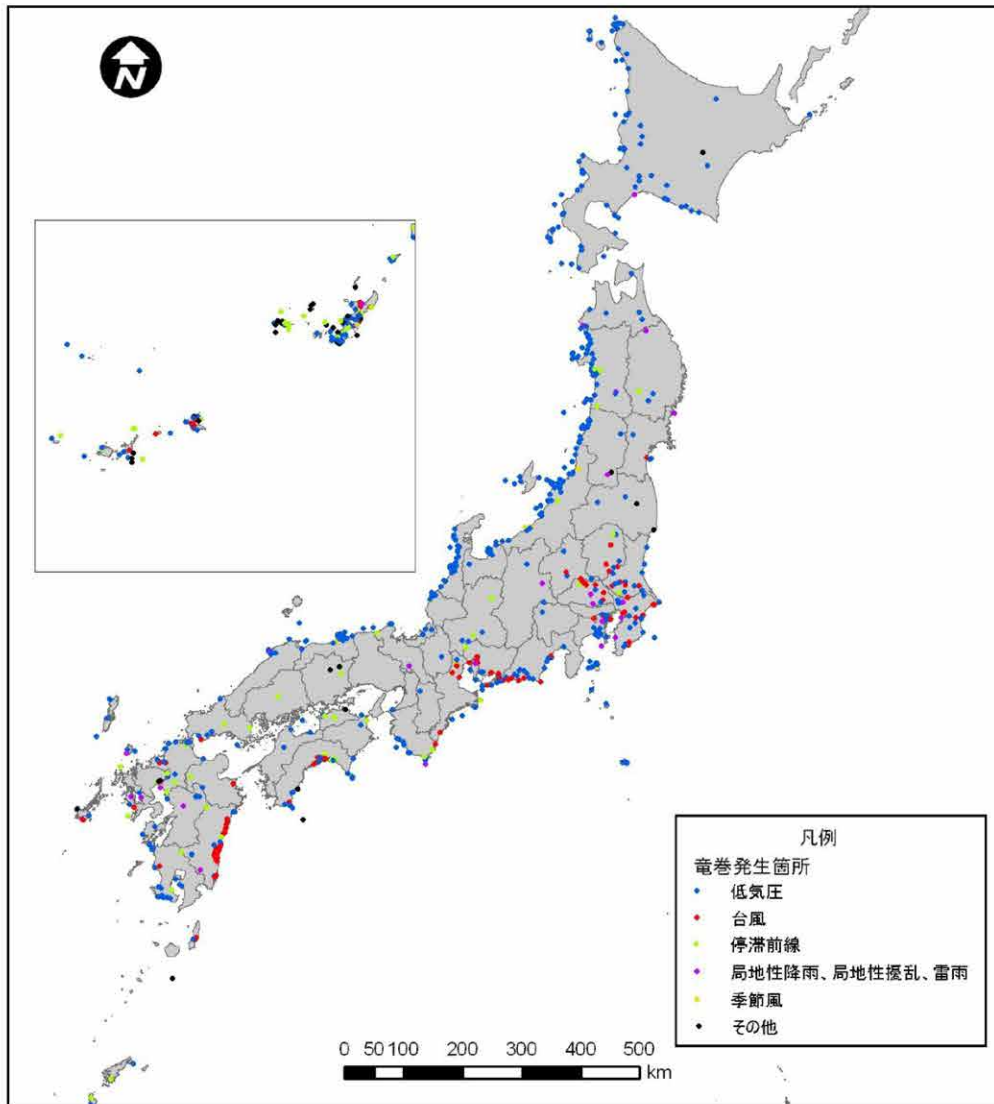 N
凡例
竜巻発生箇所
低気圧
台風
停滞前線
局地性降雨、局地性擾乱、雷雨
季節風
その他
0 50 100 200 300 400 500
km